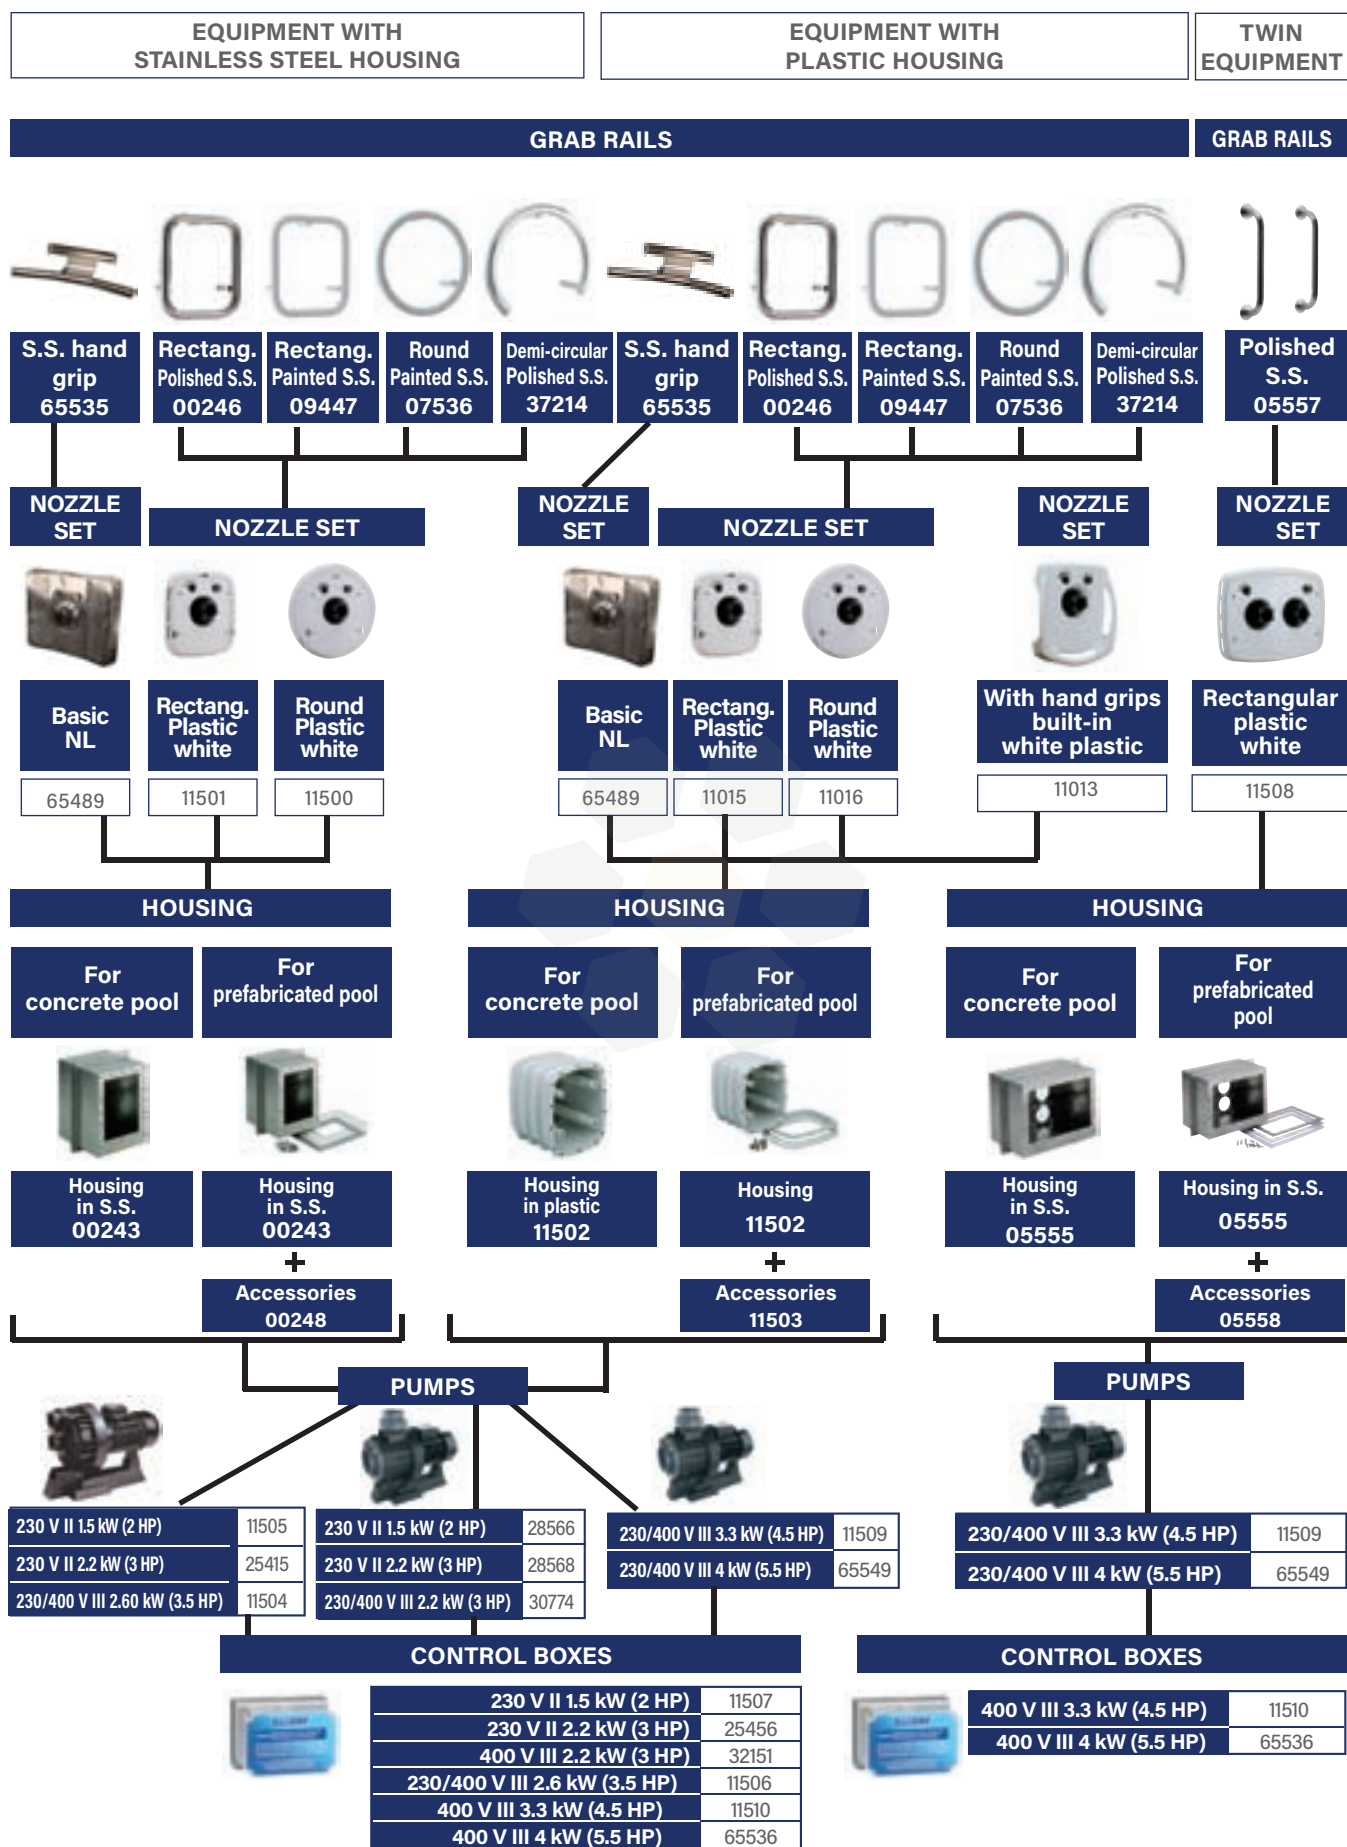 EQUIPMENT WITH
STAINLESS STEEL HOUSING
EQUIPMENT WITH
PLASTIC HOUSING
TWIN
EQUIPMENT
GRAB RAILS
GRAB RAILS
S.S. hand
grip
65535
Rectang.
Polished S.S.
00246
Rectang.
Painted S.S.
09447
Round
Painted S.S.
07536
Demi-circular
Polished S.S.
37214
S.S. hand
grip
65535
Rectang.
Polished S.S.
00246
Rectang.
Painted S.S.
09447
Round
Painted S.S.
07536
Demi-circular
Polished S.S.
37214
Polished
S.S.
05557
NOZZLE
SET
NOZZLE SET
NOZZLE
SET
NOZZLE SET
NOZZLE
SET
NOZZLE
SET
Basic
NL
65489
Rectang.
Plastic
white
11501
Round
Plastic
white
11500
Basic
NL
65489
Rectang.
Plastic
white
11015
Round
Plastic
white
11016
With hand grips
built-in
white plastic
11013
Rectangular
plastic
white
11508
HOUSING
HOUSING
HOUSING
For
concrete pool
For
prefabricated pool
For
concrete pool
For
prefabricated pool
For
concrete pool
For
prefabricated
pool
Housing
in S.S.
00243
Housing
in S.S.
00243
+
Accessories
00248
Housing
in plastic
11502
Housing
11502
+
Accessories
11503
Housing
in S.S.
05555
Housing in S.S.
05555
+
Accessories
05558
PUMPS
PUMPS
230 V II 1.5 kW (2 HP) 11505
230 V II 2.2 kW (3 HP) 25415
230/400 V III 2.60 kW (3.5 HP) 11504
230 V II 1.5 kW (2 HP) 28566
230 V II 2.2 kW (3 HP) 28568
230/400 V III 2.2 kW (3 HP) 30774
230/400 V III 3.3 kW (4.5 HP) 11509
230/400 V III 4 kW (5.5 HP) 65549
230/400 V III 3.3 kW (4.5 HP) 11509
230/400 V III 4 kW (5.5 HP) 65549
CONTROL BOXES
230 V II 1.5 kW (2 HP) 11507
230 V II 2.2 kW (3 HP) 25456
400 V III 2.2 kW (3 HP) 32151
230/400 V III 2.6 kW (3.5 HP) 11506
400 V III 3.3 kW (4.5 HP) 11510
400 V III 4 kW (5.5 HP) 65536
CONTROL BOXES
400 V III 3.3 kW (4.5 HP) 11510
400 V III 4 kW (5.5 HP) 65536